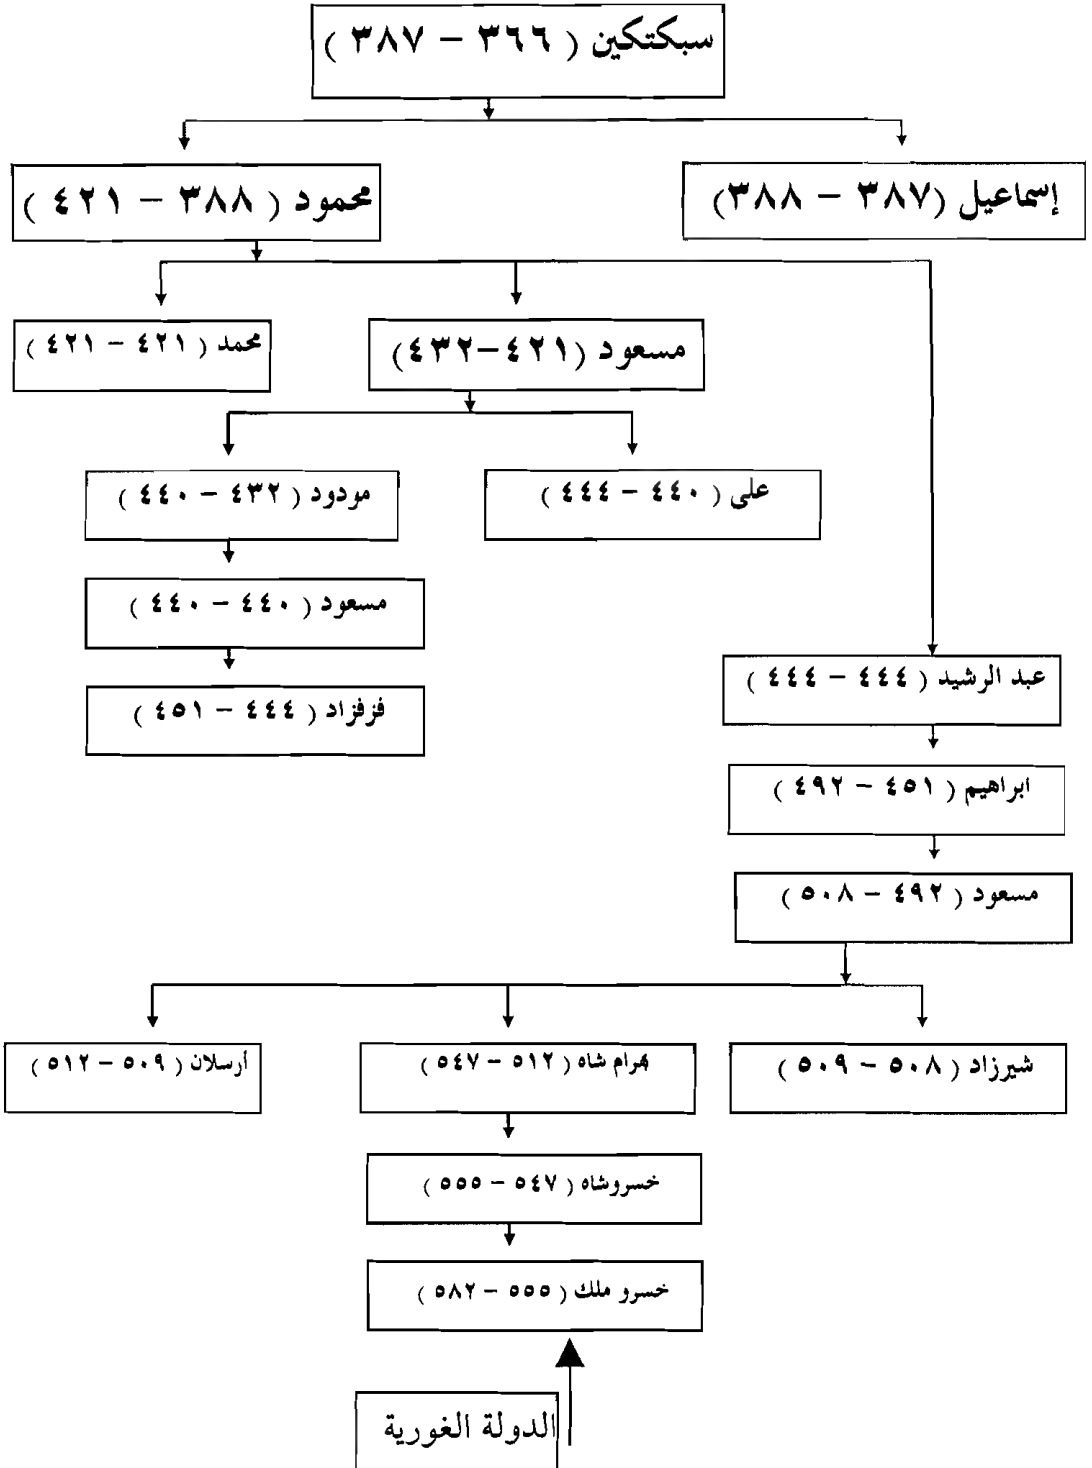 سبكتكين ( ٣٦٦ – ٣٨٧ )
إسماعيل (٣٨٧ – ٣٨٨)
محمود ( ٣٨٨ – ٤٢١ )
مسعود (٤٢١–٤٣٢)
محمد ( ٤٢١ – ٤٢١ )
على ( ٤٤٠ – ٤٤٤ )
مودود ( ٤٣٢ – ٤٤٠ )
مسعود ( ٤٤٠ – ٤٤٠ )
عبد الرشيد ( ٤٤٤ – ٤٤٤ )
فزفزاد ( ٤٤٤ – ٤٥١ )
ابراهيم ( ٤٥١ – ٤٩٢ )
مسعود ( ٤٩٢ – ٥٠٨ )
شيرزاد ( ٥٠٨ – ٥٠٩ )
بهرام شاه ( ٥١٢ – ٥٤٧ )
أرسلان ( ٥٠٩ – ٥١٢ )
خسروشاه ( ٥٤٧ – ٥٥٥ )
خسرو ملك ( ٥٥٥ – ٥٨٢ )
الدولة الغورية